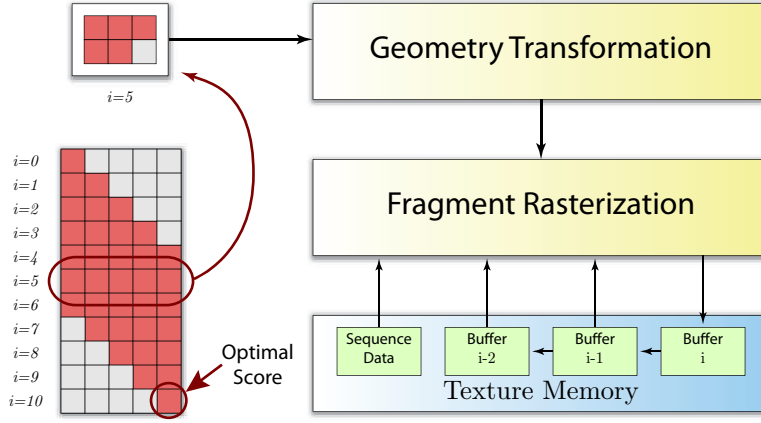 Geometry Transformation
i=5
i=0
i=1
i=2
i=3
i=4
i=5
i=6
i=7
i=8
i=9
i=10
Optimal
Score
Fragment Rasterization
Sequence
Data
Buffer
i-2
Buffer
i-1
Buffer
i
Texture Memory